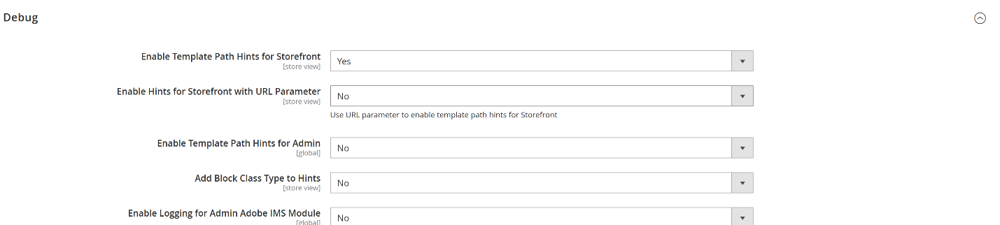 Debug
Enable Template Path Hints for Storefront
[store view]
Yes
Enable Hints for Storefront with URL Parameter
[store view]
No
Use URL parameter to enable template path hints for Storefront
Enable Template Path Hints for Admin
[global]
No
Add Block Class Type to Hints
[store view]
No
Enable Logging for Admin Adobe IMS Module
[global]
No